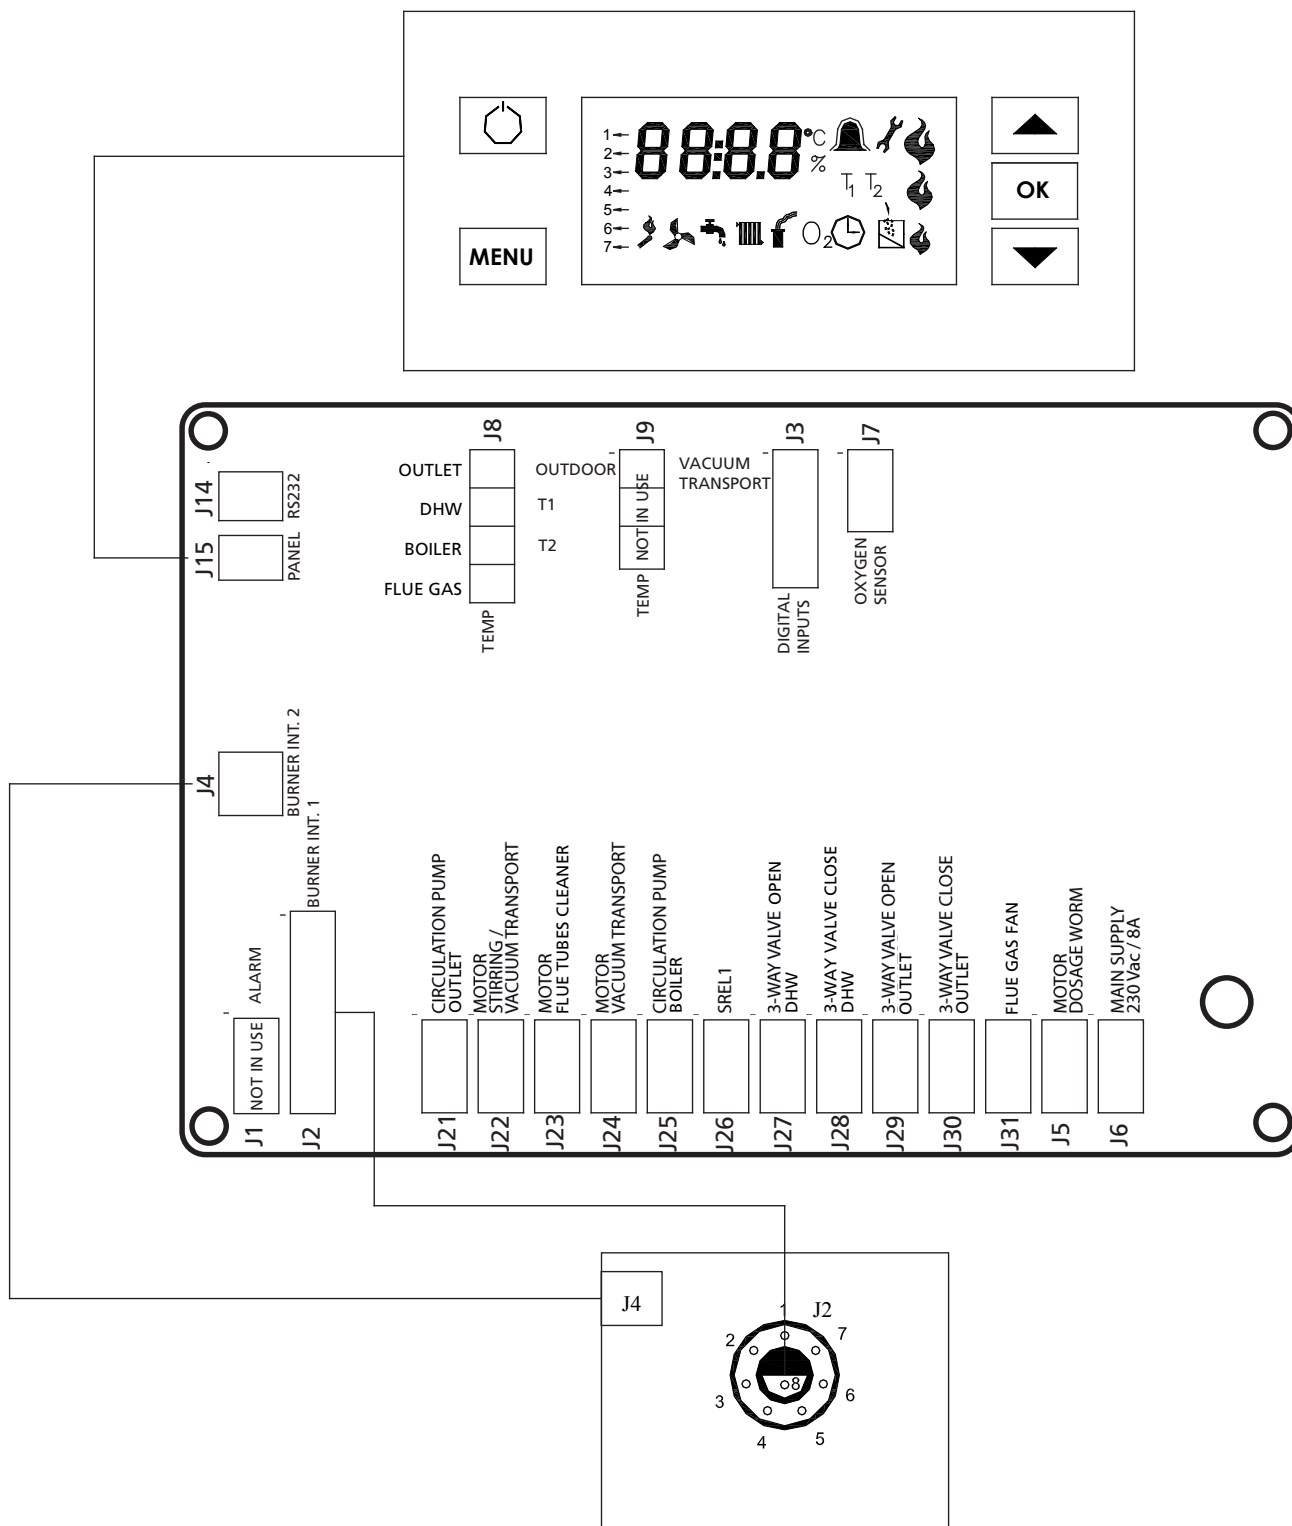 1
2
3
4
5
6
7
88:8.8
°C
%
T1 T2
O2
MENU
OK
J14
RS232
J15
PANEL
J8
OUTLET
DHW
BOILER
FLUE GAS
TEMP
J9
OUTDOOR
T1
T2
NOT IN USE
TEMP
J3
VACUUM
TRANSPORT
DIGITAL
INPUTS
J7
OXYGEN
SENSOR
J4
BURNER INT. 2
BURNER INT. 1
ALARM
NOT IN USE
J1
J2
CIRCULATION PUMP
OUTLET
J21
MOTOR
STIRRING /
VACUUM TRANSPORT
J22
MOTOR
FLUE TUBES CLEANER
J23
MOTOR
VACUUM TRANSPORT
J24
CIRCULATION PUMP
BOILER
J25
SREL1
J26
3-WAY VALVE OPEN
DHW
J27
3-WAY VALVE CLOSE
DHW
J28
3-WAY VALVE OPEN
OUTLET
J29
3-WAY VALVE CLOSE
OUTLET
J30
FLUE GAS FAN
J31
MOTOR
DOSAGE WORM
J5
MAIN SUPPLY
230 Vac / 8A
J6
J4
J2
1
2
3
4
5
6
7
8